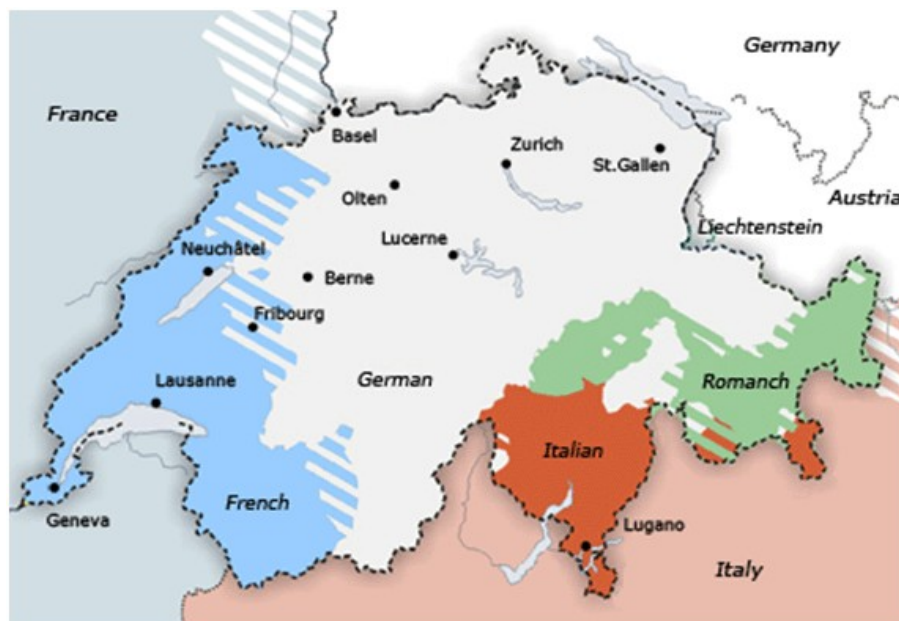 Germany
France
Basel
Zurich
St.Gallen
Olten
Austria
Liechtenstein
Lucerne
Neuchâtel
Berne
Fribourg
Lausanne
German
Romanch
Italian
French
Geneva
Lugano
Italy